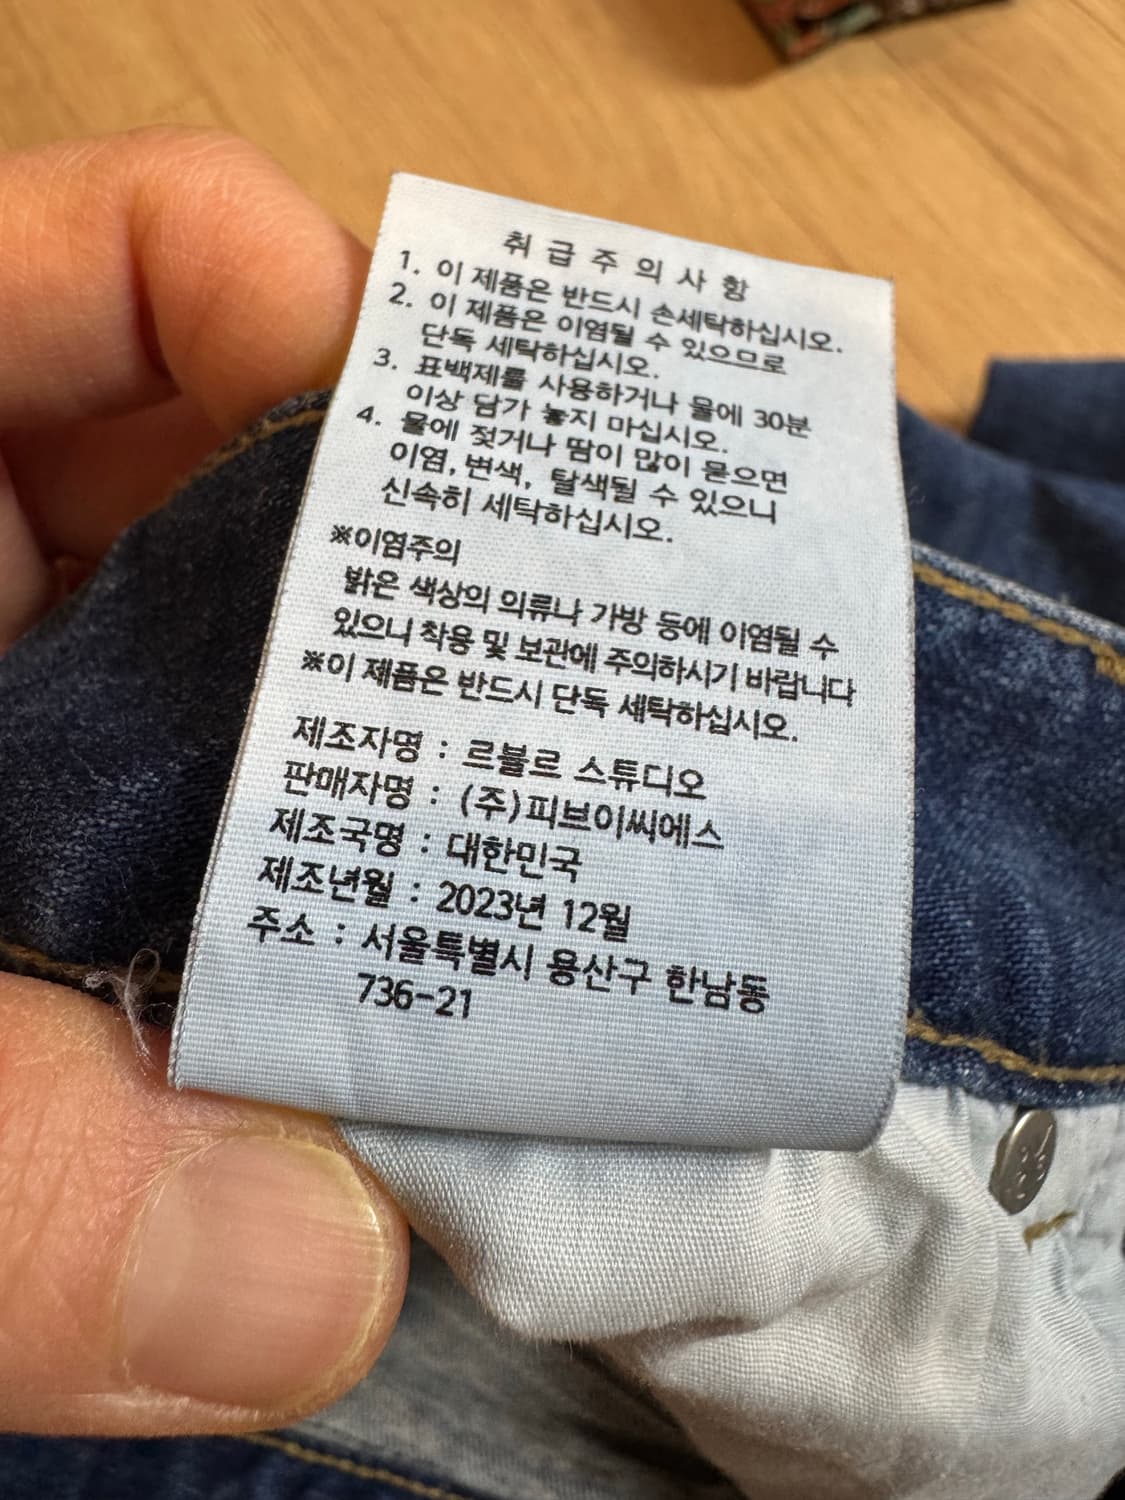 취급주의사항
1. 이 제품은 반드시 손세탁하십시오.
2. 이 제품은 이염될 수 있으므로
단독 세탁하십시오.
3. 표백제를 사용하거나 물에 30분
이상 담가 놓지 마십시오.
4. 물에 젖거나 땀이 많이 묻으면
이염, 변색, 탈색될 수 있으니
신속히 세탁하십시오.
※이염주의
밝은 색상의 의류나 가방 등에 이염될 수
있으니 착용 및 보관에 주의하시기 바랍니다
※이 제품은 반드시 단독 세탁하십시오.
제조자명 : 르블르 스튜디오
판매자명 : (주)피브이씨에스
제조국명 : 대한민국
제조년월 : 2023년 12월
주소 : 서울특별시 용산구 한남동
736-21